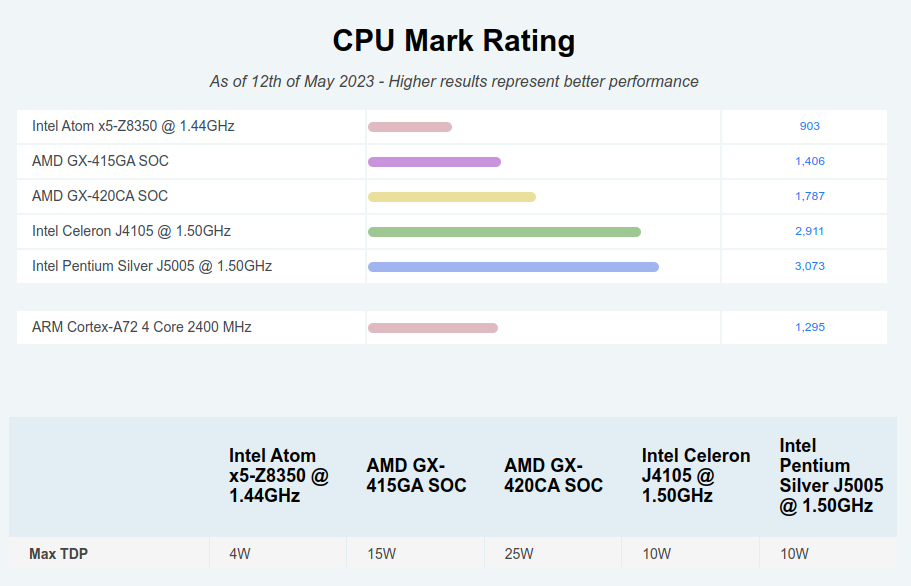 CPU Mark Rating
As of 12th of May 2023 - Higher results represent better performance
Intel Atom x5-Z8350 @ 1.44GHz 903
AMD GX-415GA SOC 1,406
AMD GX-420CA SOC 1,787
Intel Celeron J4105 @ 1.50GHz 2,911
Intel Pentium Silver J5005 @ 1.50GHz 3,073
ARM Cortex-A72 4 Core 2400 MHz 1,295
Intel Atom
x5-Z8350 @
1.44GHz
AMD GX-
415GA SOC
AMD GX-
420CA SOC
Intel Celeron
J4105 @
1.50GHz
Intel
Pentium
Silver J5005
@ 1.50GHz
Max TDP 4W 15W 25W 10W 10W